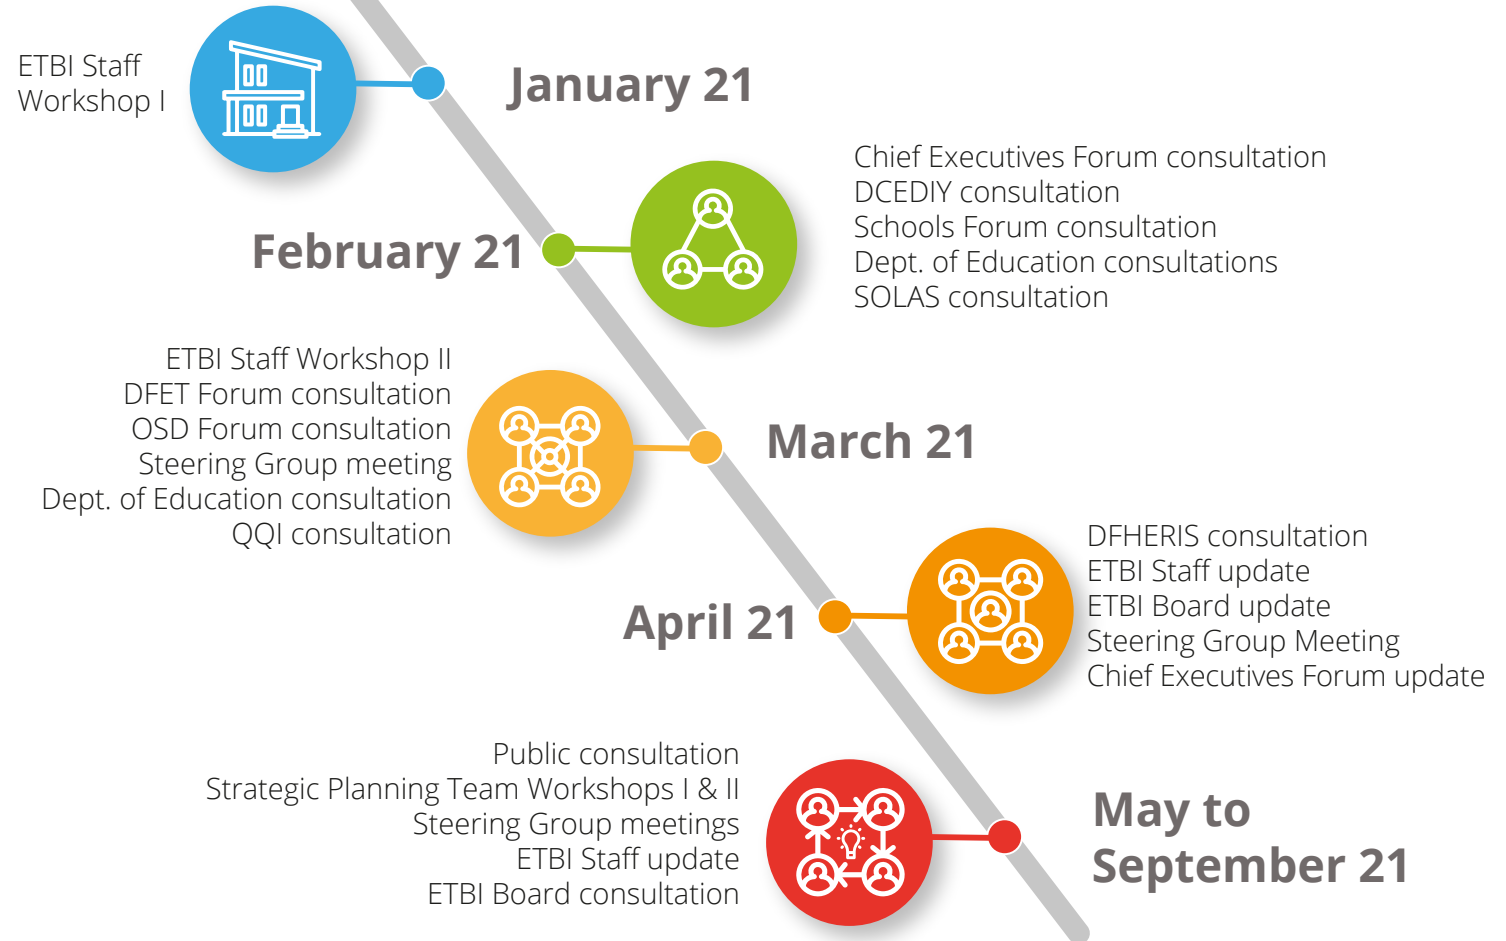 ETBI Staff
Workshop I
January 21
February 21
Chief Executives Forum consultation
DCEDIY consultation
Schools Forum consultation
Dept. of Education consultations
SOLAS consultation
ETBI Staff Workshop II
DFET Forum consultation
OSD Forum consultation
Steering Group meeting
Dept. of Education consultation
QQI consultation
March 21
April 21
DFHERIS consultation
ETBI Staff update
ETBI Board update
Steering Group Meeting
Chief Executives Forum update
Public consultation
Strategic Planning Team Workshops I & II
Steering Group meetings
ETBI Staff update
ETBI Board consultation
May to
September 21